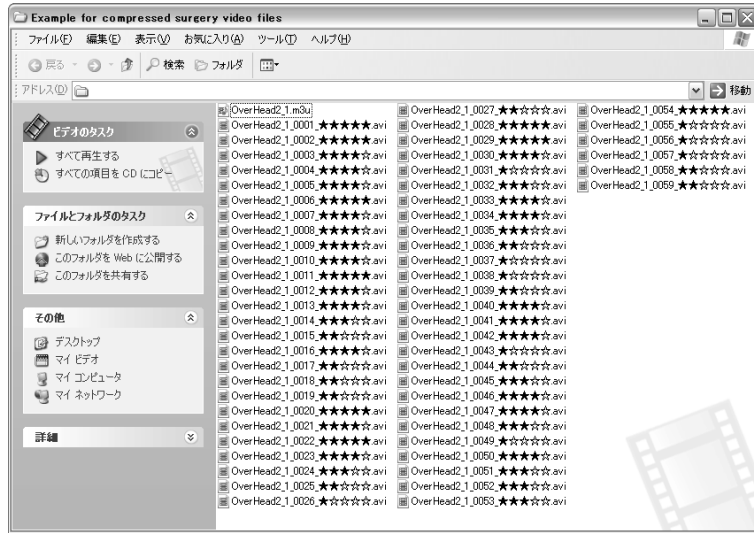 Example for compressed surgery video files
ファイル(F) 編集(E) 表示(V) お気に入り(A) ツール(T) ヘルプ(H)
戻る 検索 フォルダ
アドレス(D) 移動
ビデオのタスク
すべて再生する
すべての項目を CD にコピー
ファイルとフォルダのタスク
新しいフォルダを作成する
このフォルダを Web に公開する
このフォルダを共有する
その他
デスクトップ
マイ ビデオ
マイ コンピュータ
マイ ネットワーク
詳細
OverHead2_1.m3u
OverHead2_1_0001_★★★★★.avi
OverHead2_1_0002_★★★★★.avi
OverHead2_1_0003_★★★★☆.avi
OverHead2_1_0004_★★★★☆.avi
OverHead2_1_0005_★★★★☆.avi
OverHead2_1_0006_★★★★★.avi
OverHead2_1_0007_★★★★☆.avi
OverHead2_1_0008_★★★★☆.avi
OverHead2_1_0009_★★★★☆.avi
OverHead2_1_0010_★★★★☆.avi
OverHead2_1_0011_★★★★★.avi
OverHead2_1_0012_★★★★☆.avi
OverHead2_1_0013_★★★★☆.avi
OverHead2_1_0014_★★★☆☆.avi
OverHead2_1_0015_★★☆☆☆.avi
OverHead2_1_0016_★★★★☆.avi
OverHead2_1_0017_★★☆☆☆.avi
OverHead2_1_0018_★★☆☆☆.avi
OverHead2_1_0019_★★☆☆☆.avi
OverHead2_1_0020_★★★★★.avi
OverHead2_1_0021_★★★★☆.avi
OverHead2_1_0022_★★★★★.avi
OverHead2_1_0023_★★★★☆.avi
OverHead2_1_0024_★★★☆☆.avi
OverHead2_1_0025_★★☆☆☆.avi
OverHead2_1_0026_★☆☆☆☆.avi
OverHead2_1_0027_★★☆☆☆.avi
OverHead2_1_0028_★★★★★.avi
OverHead2_1_0029_★★★★★.avi
OverHead2_1_0030_★★★★☆.avi
OverHead2_1_0031_★☆☆☆☆.avi
OverHead2_1_0032_★★★☆☆.avi
OverHead2_1_0033_★★★★☆.avi
OverHead2_1_0034_★★★★☆.avi
OverHead2_1_0035_★★★☆☆.avi
OverHead2_1_0036_★★☆☆☆.avi
OverHead2_1_0037_★☆☆☆☆.avi
OverHead2_1_0038_★☆☆☆☆.avi
OverHead2_1_0039_★★☆☆☆.avi
OverHead2_1_0040_★★★★☆.avi
OverHead2_1_0041_★★★★☆.avi
OverHead2_1_0042_★★★★☆.avi
OverHead2_1_0043_★☆☆☆☆.avi
OverHead2_1_0044_★★☆☆☆.avi
OverHead2_1_0045_★★★☆☆.avi
OverHead2_1_0046_★★★★☆.avi
OverHead2_1_0047_★★★★☆.avi
OverHead2_1_0048_★★★☆☆.avi
OverHead2_1_0049_★☆☆☆☆.avi
OverHead2_1_0050_★★★★☆.avi
OverHead2_1_0051_★★★☆☆.avi
OverHead2_1_0052_★★★☆☆.avi
OverHead2_1_0053_★★★☆☆.avi
OverHead2_1_0054_★★★★★.avi
OverHead2_1_0055_★☆☆☆☆.avi
OverHead2_1_0056_★☆☆☆☆.avi
OverHead2_1_0057_★☆☆☆☆.avi
OverHead2_1_0058_★★☆☆☆.avi
OverHead2_1_0059_★★☆☆☆.avi